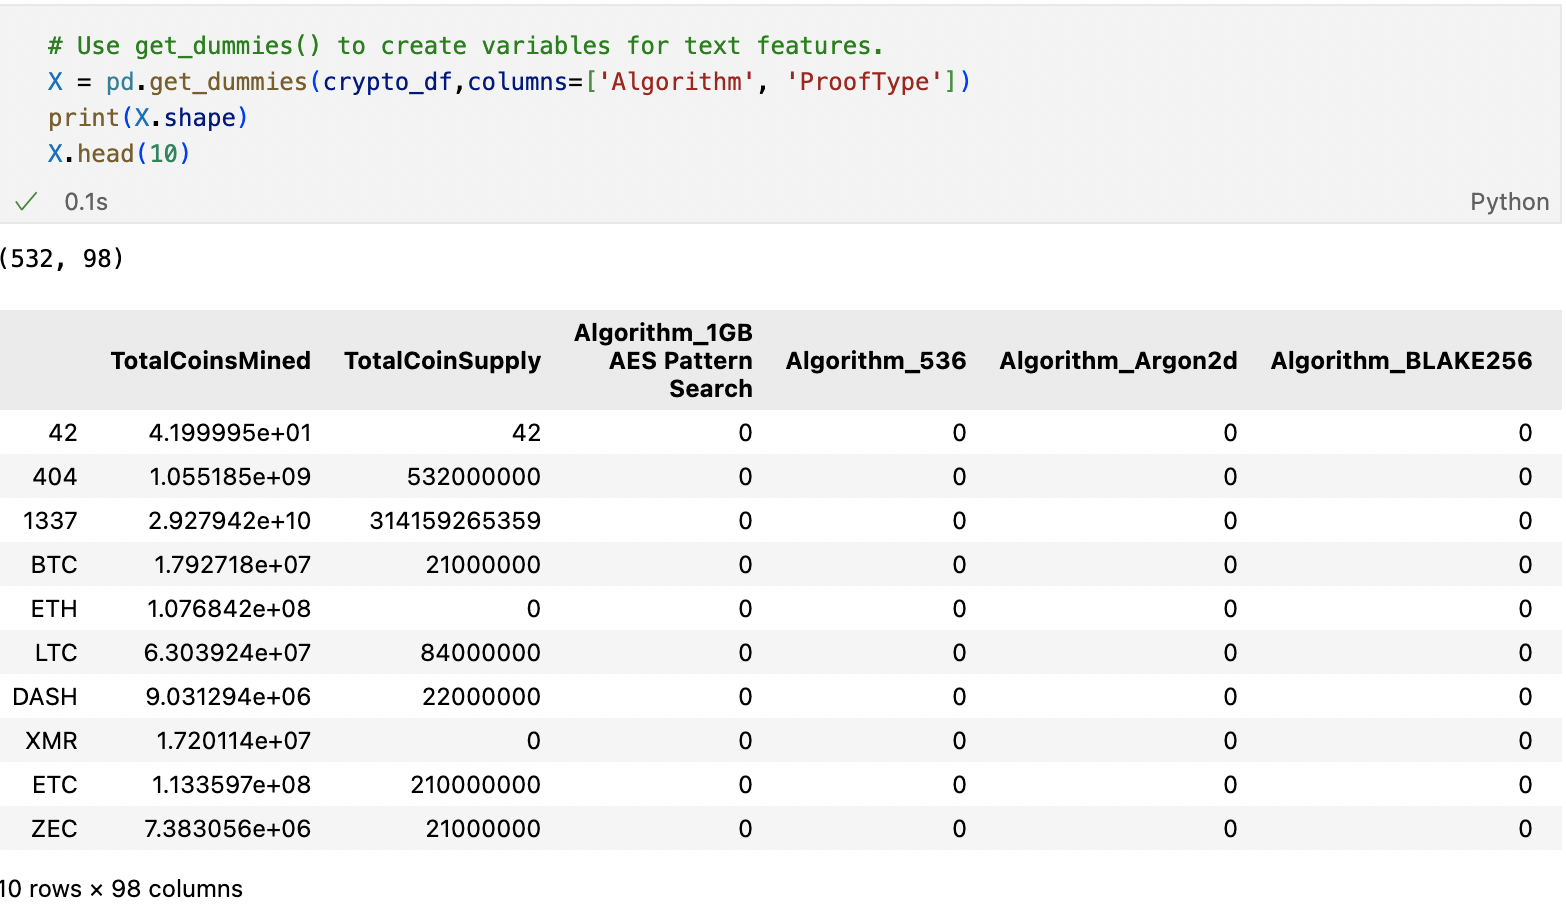 # Use get_dummies() to create variables for text features.
X = pd.get_dummies(crypto_df,columns=['Algorithm', 'ProofType'])
print(X.shape)
X.head(10)
0.1s
Python
(532, 98)
TotalCoinsMined TotalCoinSupply Algorithm_1GB AES Pattern Search Algorithm_536 Algorithm_Argon2d Algorithm_BLAKE256
42 4.199995e+01 42 0 0 0 0
404 1.055185e+09 532000000 0 0 0 0
1337 2.927942e+10 314159265359 0 0 0 0
BTC 1.792718e+07 21000000 0 0 0 0
ETH 1.076842e+08 0 0 0 0 0
LTC 6.303924e+07 84000000 0 0 0 0
DASH 9.031294e+06 22000000 0 0 0 0
XMR 1.720114e+07 0 0 0 0 0
ETC 1.133597e+08 210000000 0 0 0 0
ZEC 7.383056e+06 21000000 0 0 0 0
10 rows × 98 columns